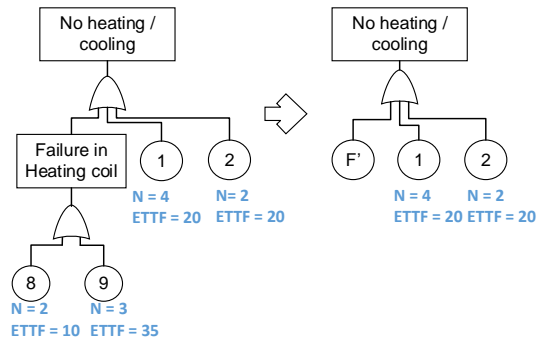 No heating /
cooling
Failure in
Heating coil
1
2
N = 4
N= 2
ETTF = 20
ETTF = 20
8
9
N = 2
N = 3
ETTF = 10
ETTF = 35
No heating /
cooling
F'
1
2
N = 4
N = 2
ETTF = 20
ETTF = 20